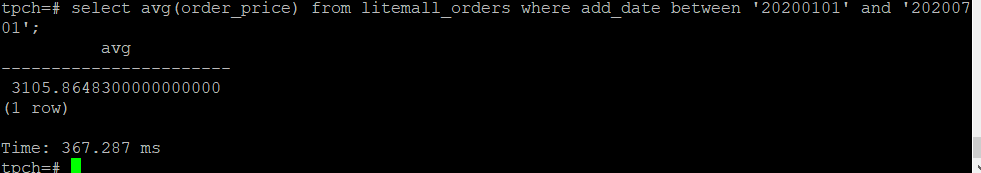 tpch=# select avg(order_price) from litemall_orders where add_date between '20200101' and '202007
01';
avg
-----------------------
3105.8648300000000000
(1 row)
Time: 367.287 ms
tpch=#